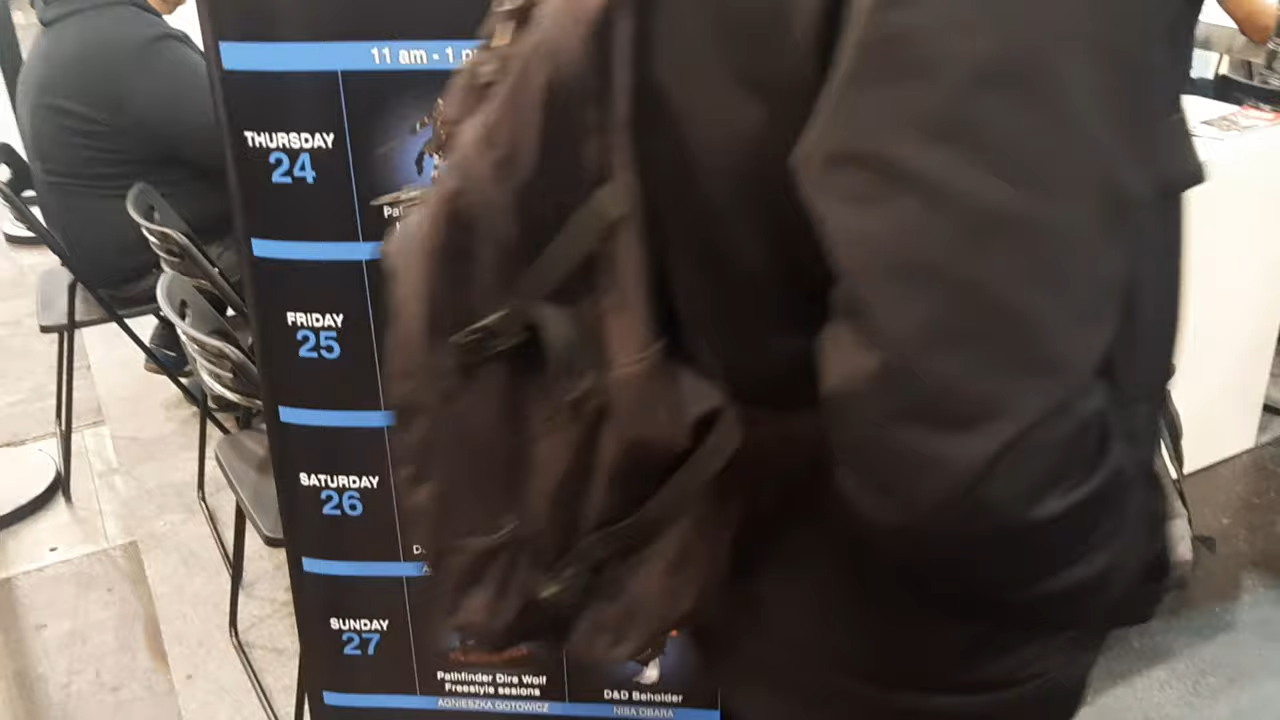 11 am - 1
THURSDAY
24
FRIDAY
25
SATURDAY
26
SUNDAY
27
Pathfinder Dire Wolf
Freestyle sesions
AGNIESZKA GOTOWICZ
D&D Beholder
NISA OBARA